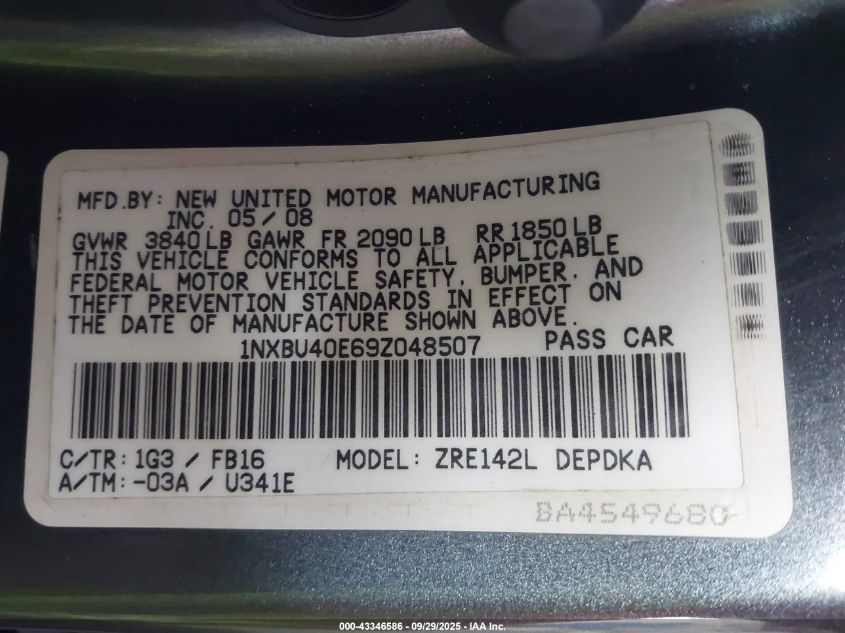 MFD.BY: NEW UNITED MOTOR MANUFACTURING
INC. 05/08
GVWR 3840LB GAWR FR 2090LB RR1850LB
THIS VEHICLE CONFORMS TO ALL APPLICABLE
FEDERAL MOTOR VEHICLE SAFETY, BUMPER, AND
THEFT PREVENTION STANDARDS IN EFFECT ON
THE DATE OF MANUFACTURE SHOWN ABOVE.
1NXBU40E69Z048507 PASS CAR
C/TR: 1G3 / FB16 MODEL: ZRE142L DEPDKA
A/TM: -03A / U341E
BA4549680
000-43346586 - 09/29/2025 - IAA Inc.